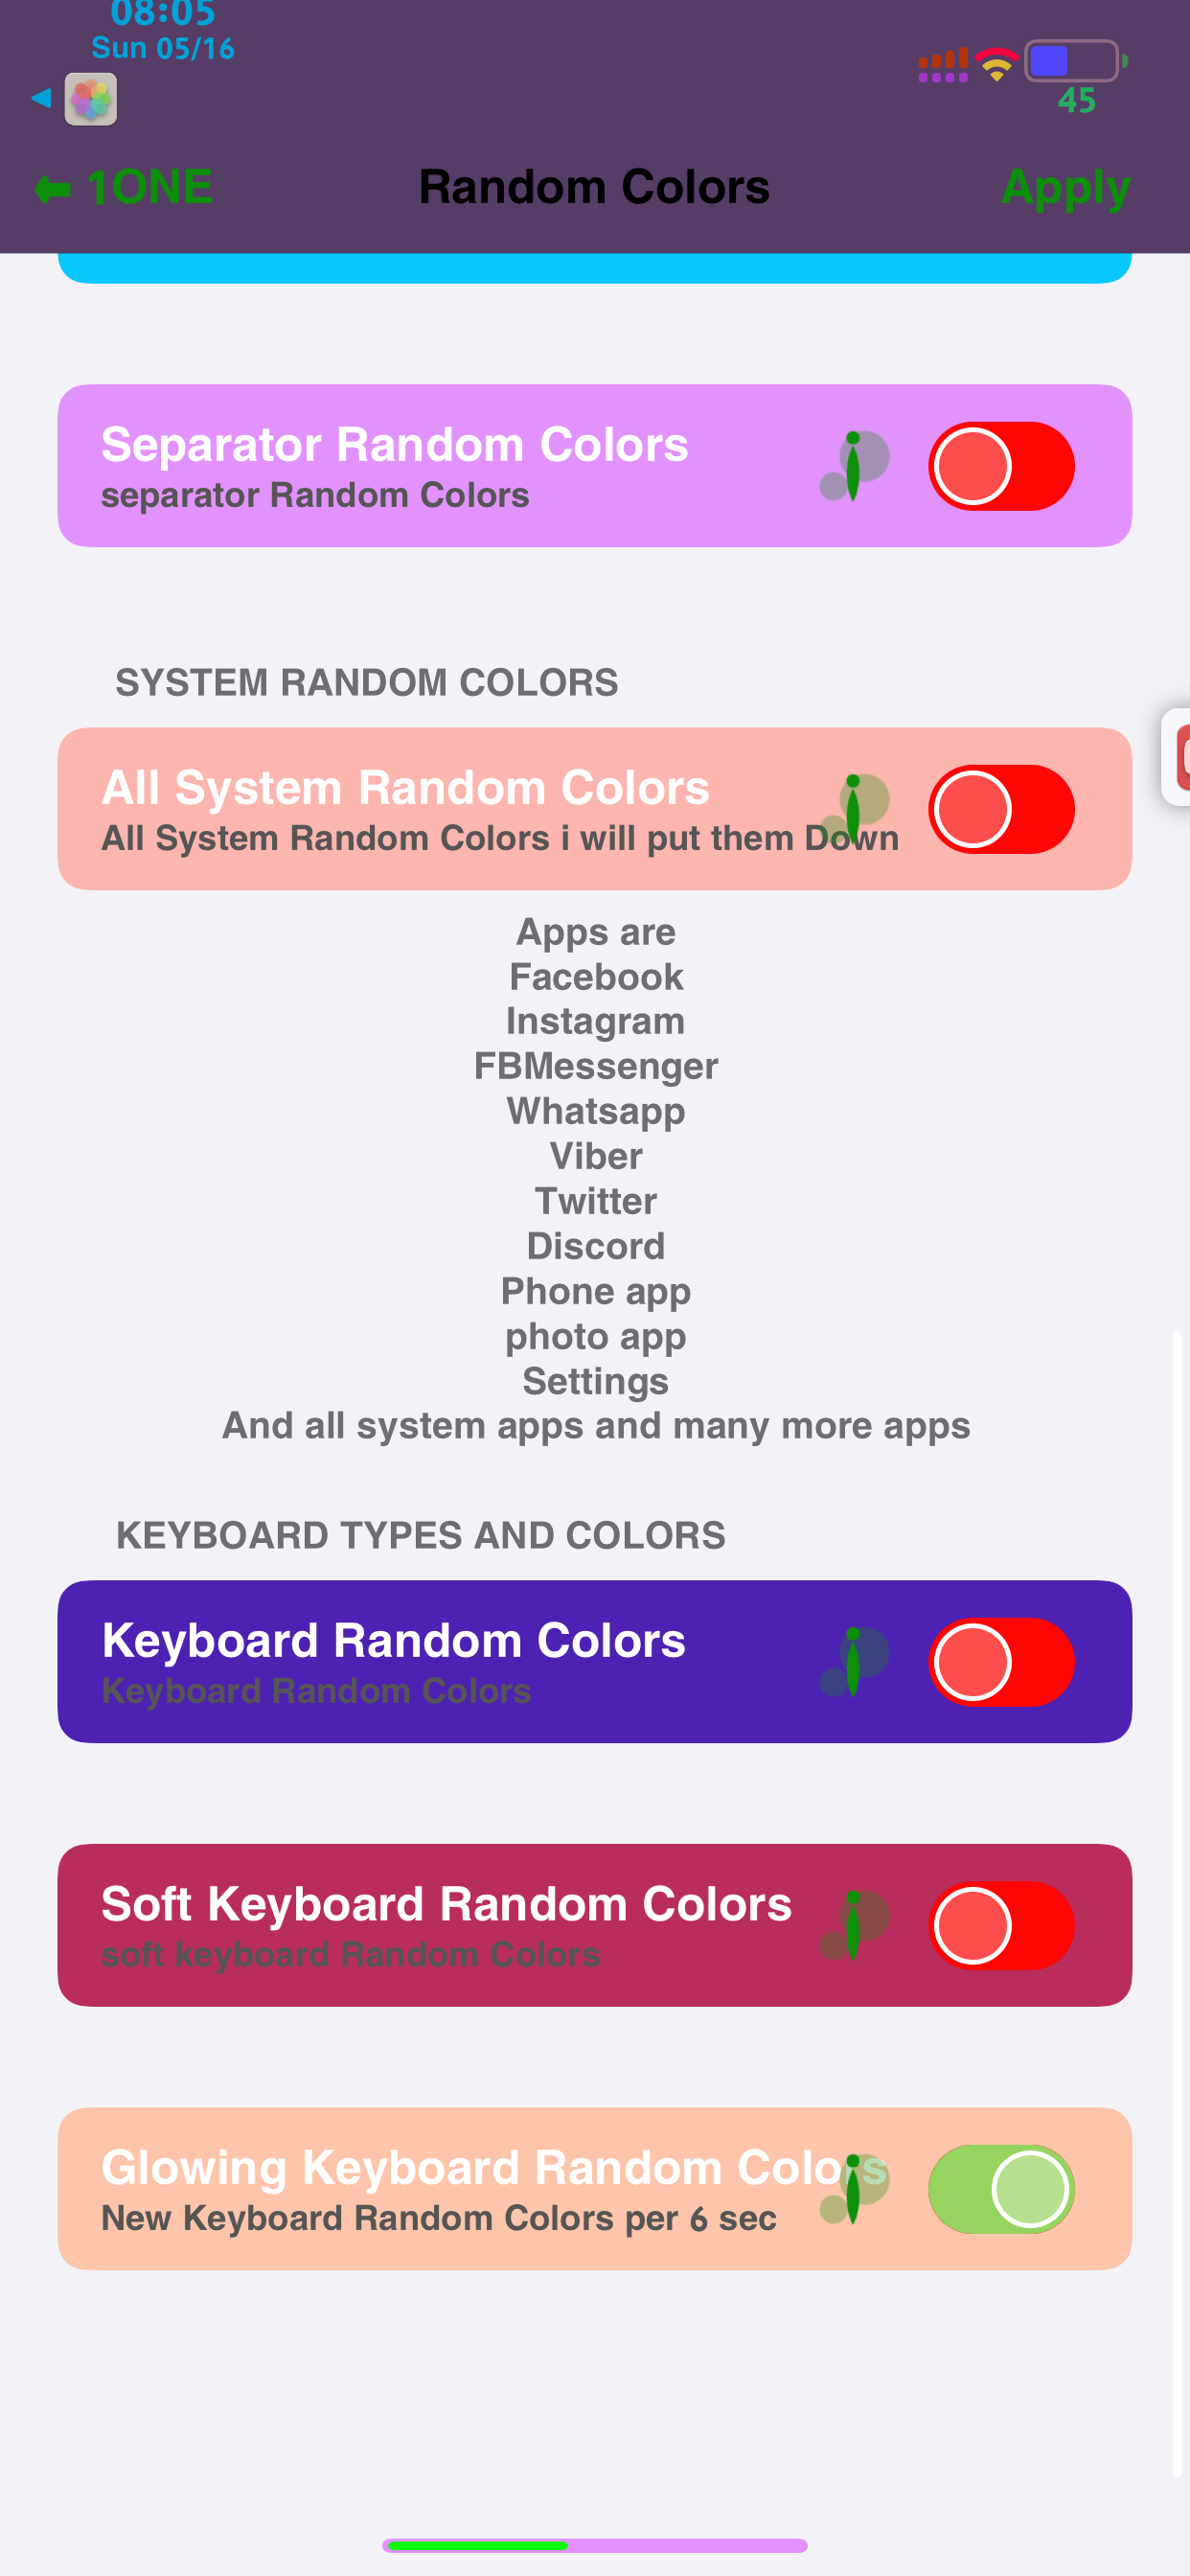 08:05
Sun 05/16
45
1ONE
Random Colors
Apply
Separator Random Colors
separator Random Colors
SYSTEM RANDOM COLORS
All System Random Colors
All System Random Colors i will put them Down
Apps are
Facebook
Instagram
FBMessenger
Whatsapp
Viber
Twitter
Discord
Phone app
photo app
Settings
And all system apps and many more apps
KEYBOARD TYPES AND COLORS
Keyboard Random Colors
Keyboard Random Colors
Soft Keyboard Random Colors
soft keyboard Random Colors
Glowing Keyboard Random Colors
New Keyboard Random Colors per 6 sec